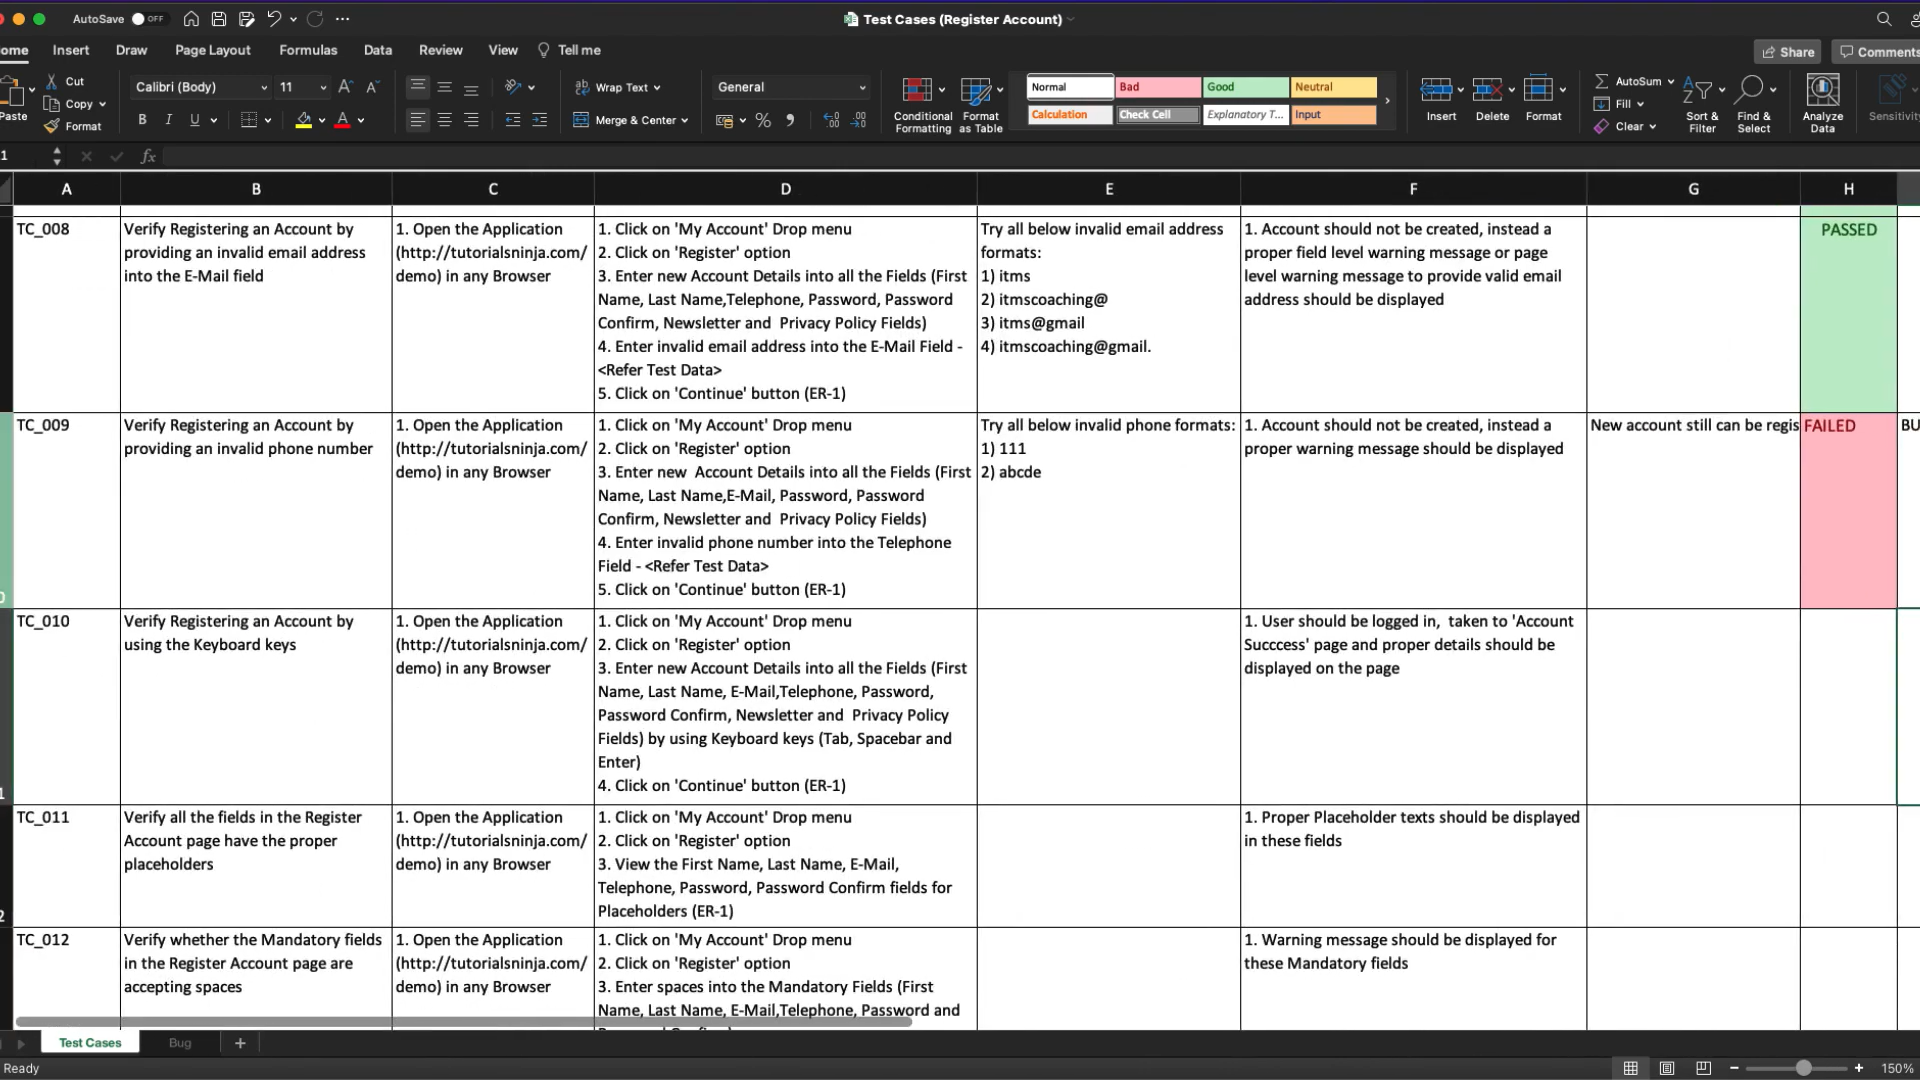 AutoSave OFF
Test Cases (Register Account)
Insert Draw Page Layout Formulas Data Review View Tell me
Share Comments
Paste
Cut
Copy
Format
Calibri (Body) 11
B I U
Wrap Text
Merge & Center
General
Conditional Formatting
Format as Table
Normal Bad Good Neutral
Calculation Check Cell Explanatory T... Input
Insert Delete Format
AutoSum
Fill
Clear
Sort & Filter
Find & Select
Analyze Data
Sensitivity
fx
A B C D E F G H
TC_008
Verify Registering an Account by
providing an invalid email address
into the E-Mail field
1. Open the Application
(http://tutorialsninja.com/
demo) in any Browser
1. Click on 'My Account' Drop menu
2. Click on 'Register' option
3. Enter new Account Details into all the Fields (First
Name, Last Name,Telephone, Password, Password
Confirm, Newsletter and  Privacy Policy Fields)
4. Enter invalid email address into the E-Mail Field -
<Refer Test Data>
5. Click on 'Continue' button (ER-1)
Try all below invalid email address
formats:
1) itms
2) itmscoaching@
3) itms@gmail
4) itmscoaching@gmail.
1. Account should not be created, instead a
proper field level warning message or page
level warning message to provide valid email
address should be displayed
PASSED
TC_009
Verify Registering an Account by
providing an invalid phone number
1. Open the Application
(http://tutorialsninja.com/
demo) in any Browser
1. Click on 'My Account' Drop menu
2. Click on 'Register' option
3. Enter new  Account Details into all the Fields (First
Name, Last Name,E-Mail, Password, Password
Confirm, Newsletter and  Privacy Policy Fields)
4. Enter invalid phone number into the Telephone
Field - <Refer Test Data>
5. Click on 'Continue' button (ER-1)
Try all below invalid phone formats:
1) 111
2) abcde
1. Account should not be created, instead a
proper warning message should be displayed
New account still can be regis
FAILED
BU
TC_010
Verify Registering an Account by
using the Keyboard keys
1. Open the Application
(http://tutorialsninja.com/
demo) in any Browser
1. Click on 'My Account' Drop menu
2. Click on 'Register' option
3. Enter new Account Details into all the Fields (First
Name, Last Name, E-Mail,Telephone, Password,
Password Confirm, Newsletter and  Privacy Policy
Fields) by using Keyboard keys (Tab, Spacebar and
Enter)
4. Click on 'Continue' button (ER-1)
1. User should be logged in,  taken to 'Account
Succcess' page and proper details should be
displayed on the page
TC_011
Verify all the fields in the Register
Account page have the proper
placeholders
1. Open the Application
(http://tutorialsninja.com/
demo) in any Browser
1. Click on 'My Account' Drop menu
2. Click on 'Register' option
3. View the First Name, Last Name, E-Mail,
Telephone, Password, Password Confirm fields for
Placeholders (ER-1)
1. Proper Placeholder texts should be displayed
in these fields
TC_012
Verify whether the Mandatory fields
in the Register Account page are
accepting spaces
1. Open the Application
(http://tutorialsninja.com/
demo) in any Browser
1. Click on 'My Account' Drop menu
2. Click on 'Register' option
3. Enter spaces into the Mandatory Fields (First
Name, Last Name, E-Mail,Telephone, Password and
1. Warning message should be displayed for
these Mandatory fields
Test Cases Bug +
Ready
150%